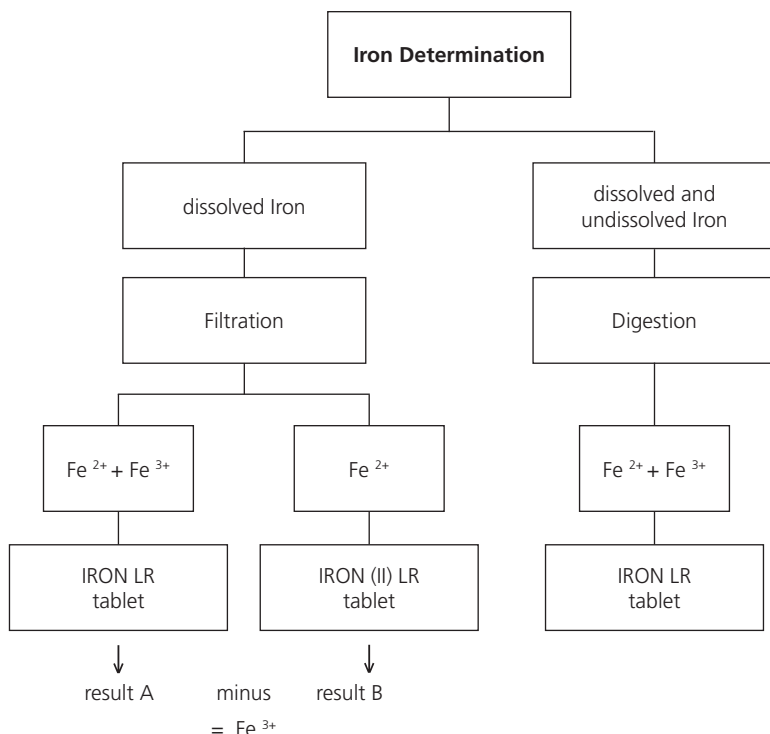 Iron Determination
dissolved Iron
dissolved and
undissolved Iron
Filtration
Digestion
Fe ²⁺ + Fe ³⁺
Fe ²⁺
Fe ²⁺ + Fe ³⁺
IRON LR
tablet
IRON (II) LR
tablet
IRON LR
tablet
result A minus result B
= Fe ³⁺